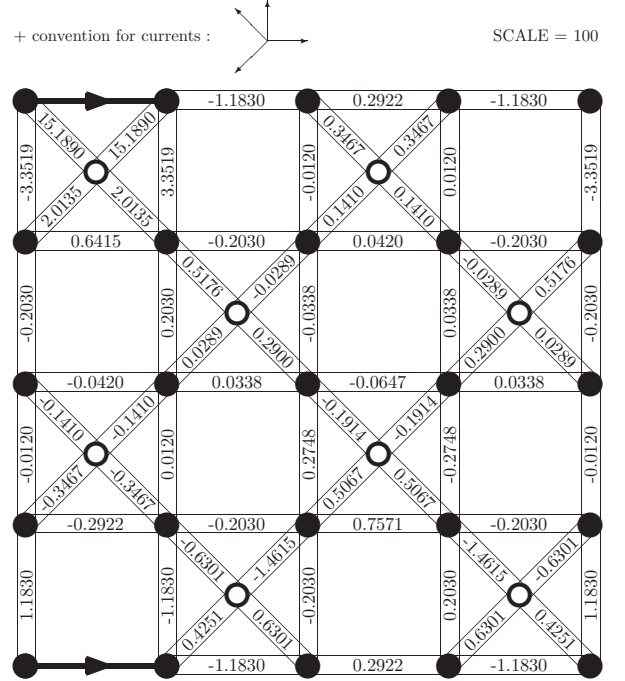 + convention for currents :
SCALE = 100
-1.1830 0.2922 -1.1830
15.1890 15.1890 0.3467 0.3467
-3.3519 3.3519 -0.0120 0.0120 -3.3519
2.0135 2.0135 0.1410 0.1410
0.6415 -0.2030 0.0420 -0.2030
0.5176 -0.0289 -0.0289 0.5176
-0.2030 0.2030 -0.0338 0.0338 -0.2030
0.0289 0.2900 0.2900 0.0289
-0.0420 0.0338 -0.0647 0.0338
-0.1410 -0.1410 -0.1914 -0.1914
-0.0120 0.0120 0.2748 -0.2748 -0.0120
-0.3467 -0.3467 0.5067 0.5067
-0.2922 -0.2030 0.7571 -0.2030
-0.6301 -1.4615 -1.4615 -0.6301
1.1830 -1.1830 -0.2030 0.2030 1.1830
0.4251 0.6301 0.6301 0.4251
-1.1830 0.2922 -1.1830